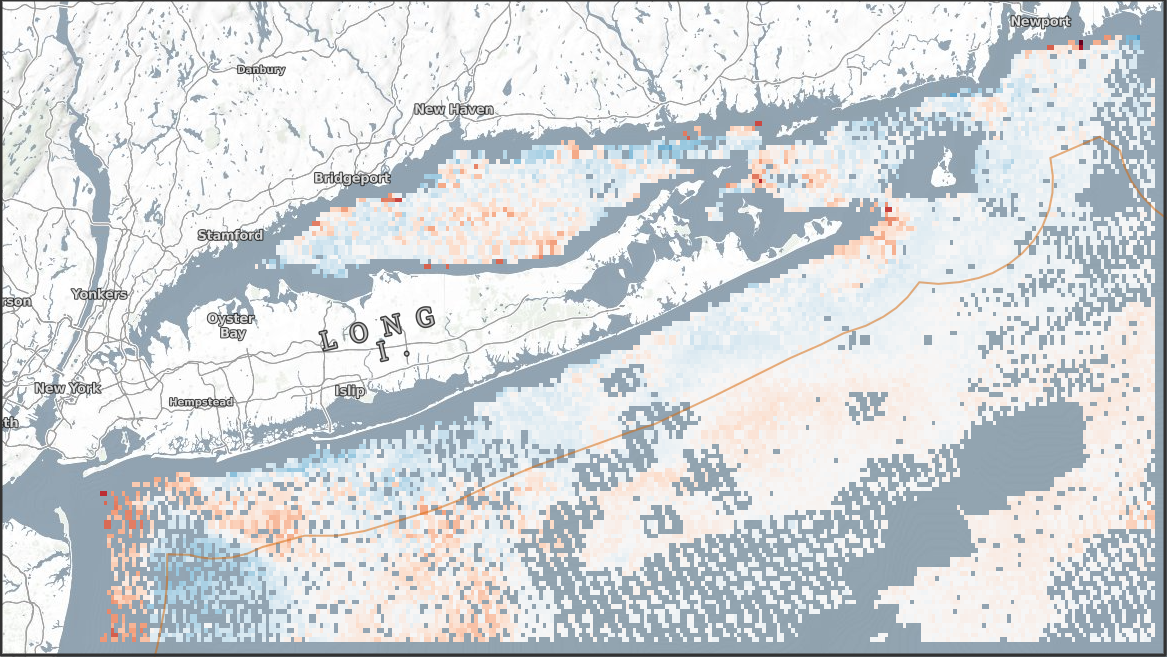 Newport
Danbury
New Haven
Bridgeport
Stamford
rson
Yonkers
Oyster
Bay
LONG
I.
New York
Islip
Hempstead
th